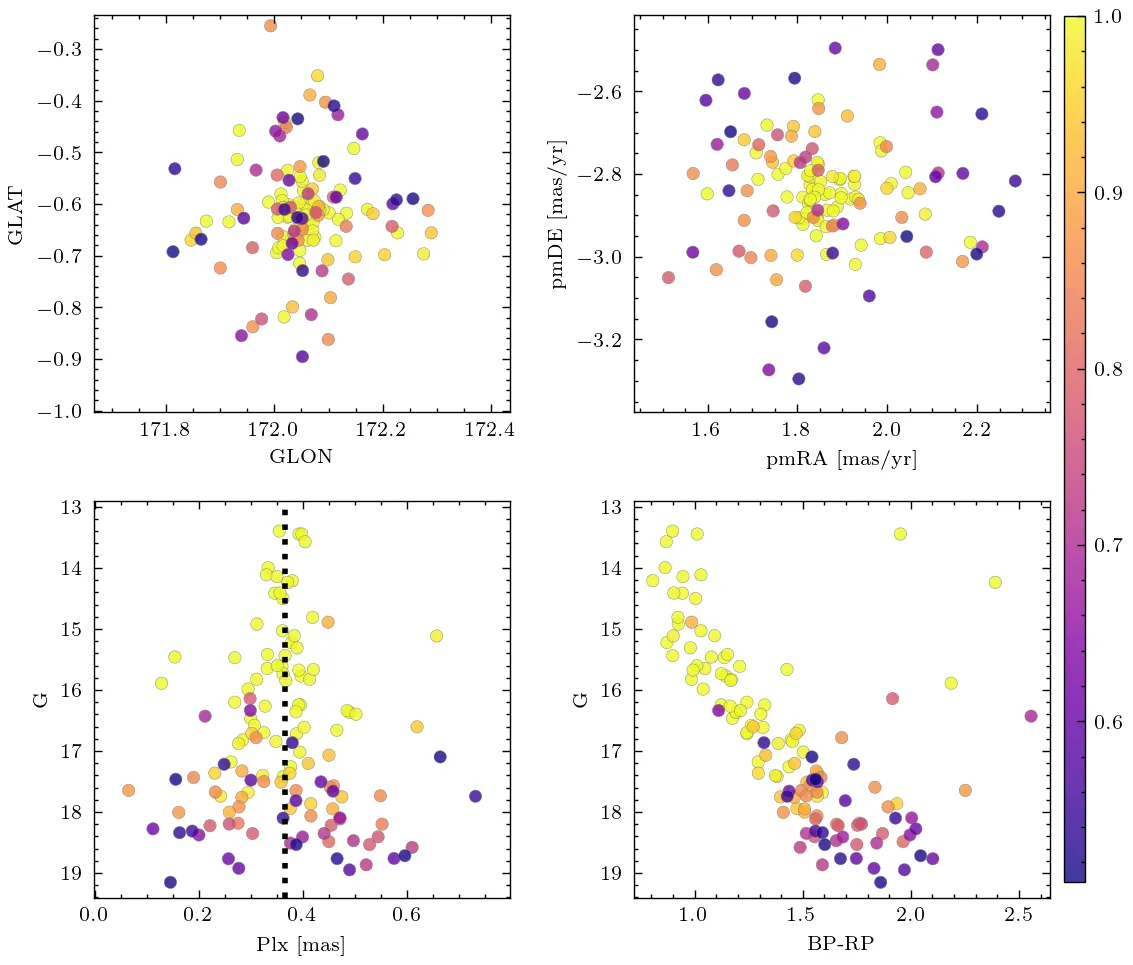 −0.3
−0.4
−0.5
−0.6
−0.7
−0.8
−0.9
−1.0
GLAT
171.8 172.0 172.2 172.4
GLON
−2.6
−2.8
−3.0
−3.2
pmDE [mas/yr]
1.6 1.8 2.0 2.2
pmRA [mas/yr]
1.0
0.9
0.8
0.7
0.6
13
14
15
16
17
18
19
G
0.0 0.2 0.4 0.6
Plx [mas]
13
14
15
16
17
18
19
G
1.0 1.5 2.0 2.5
BP-RP